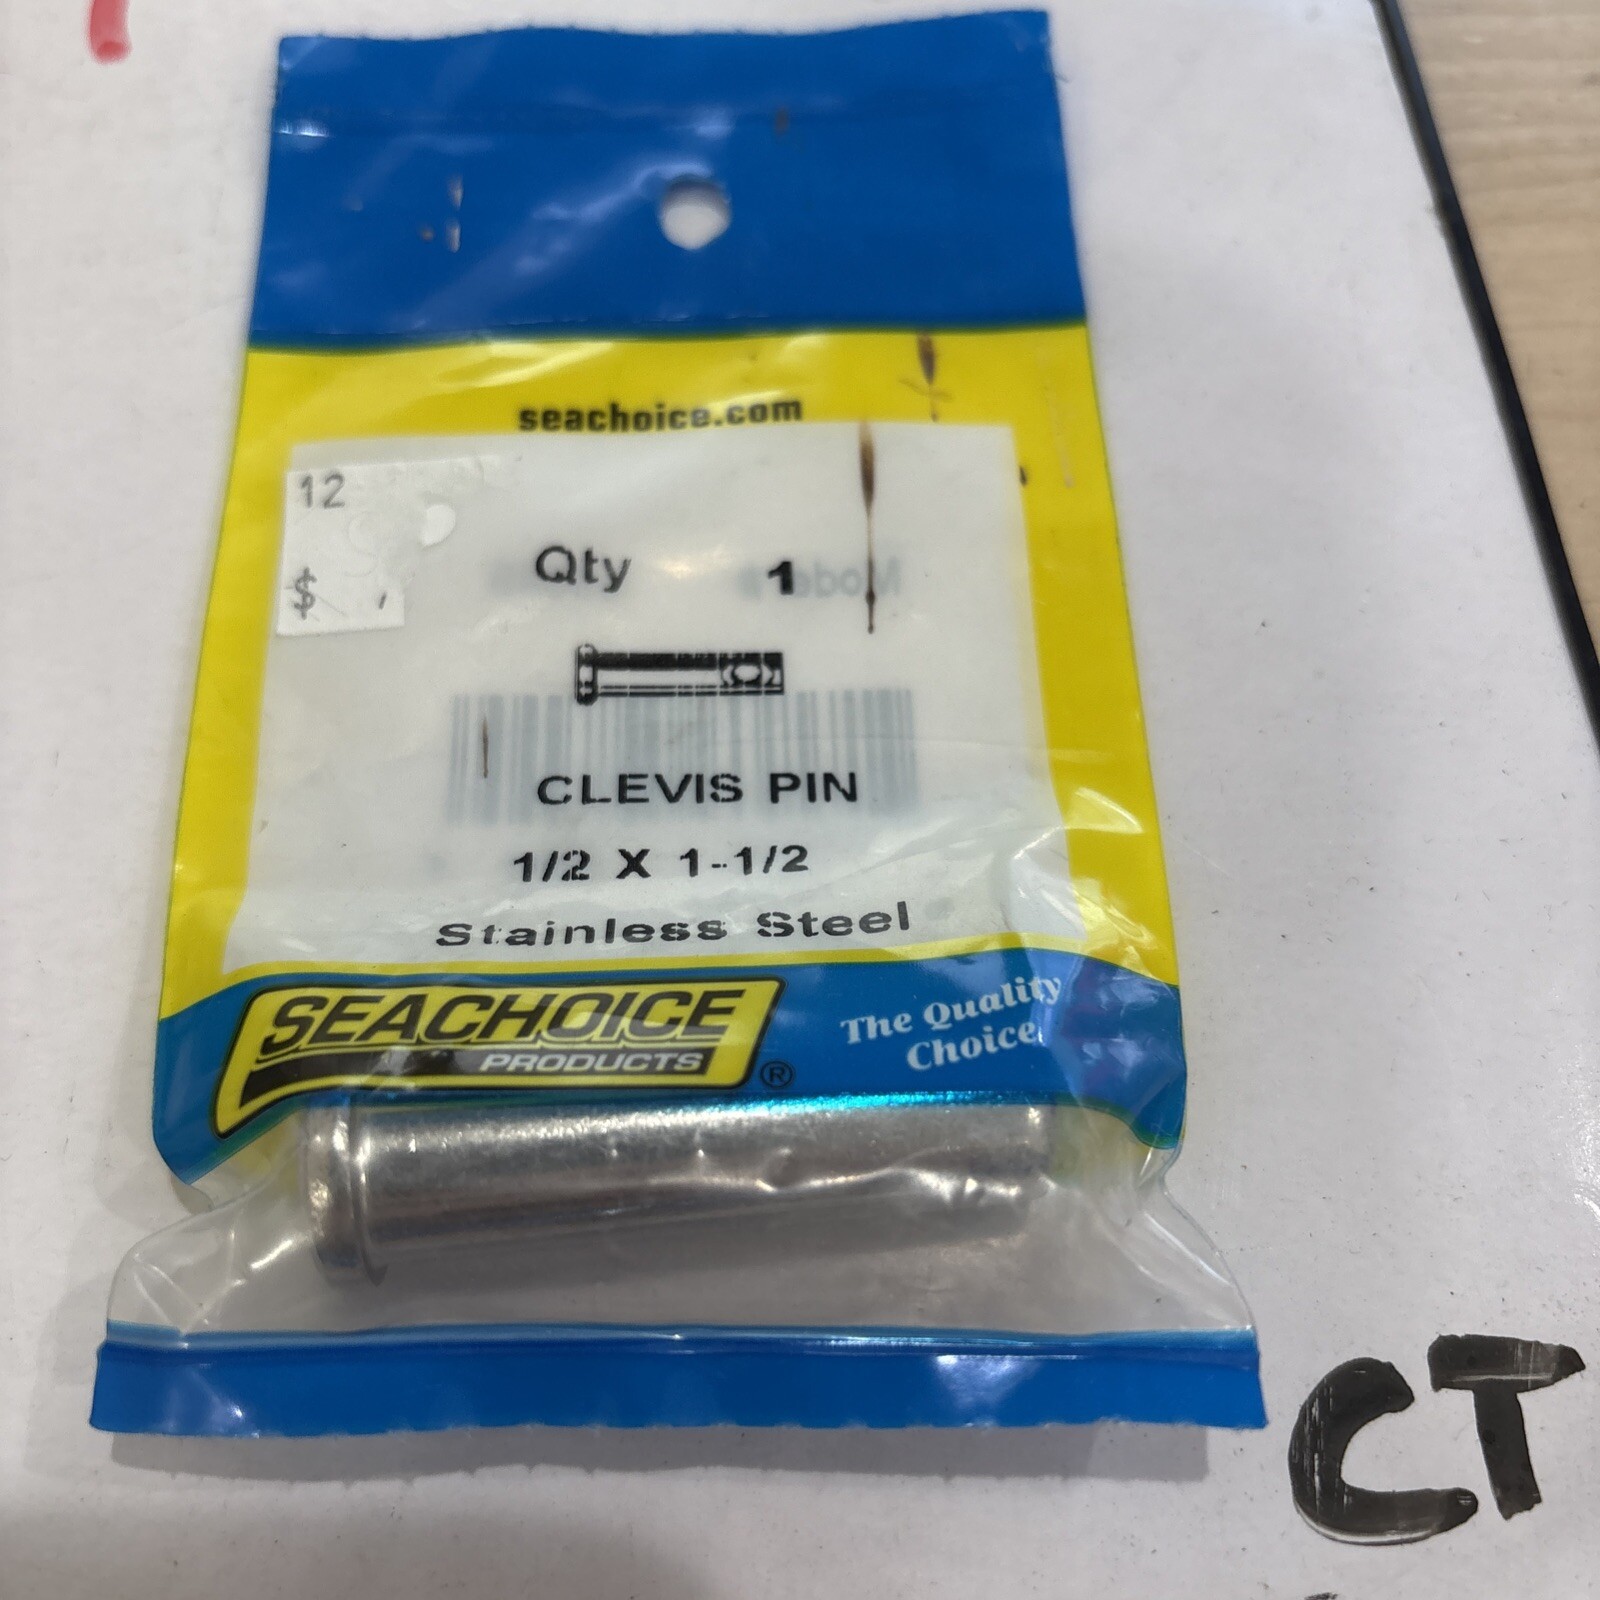 seachoice.com
12
$
Qty 1
CLEVIS PIN
1/2 X 1-1/2
Stainless Steel
SEACHOICE
PRODUCTS
®
The Quality
Choice
CT